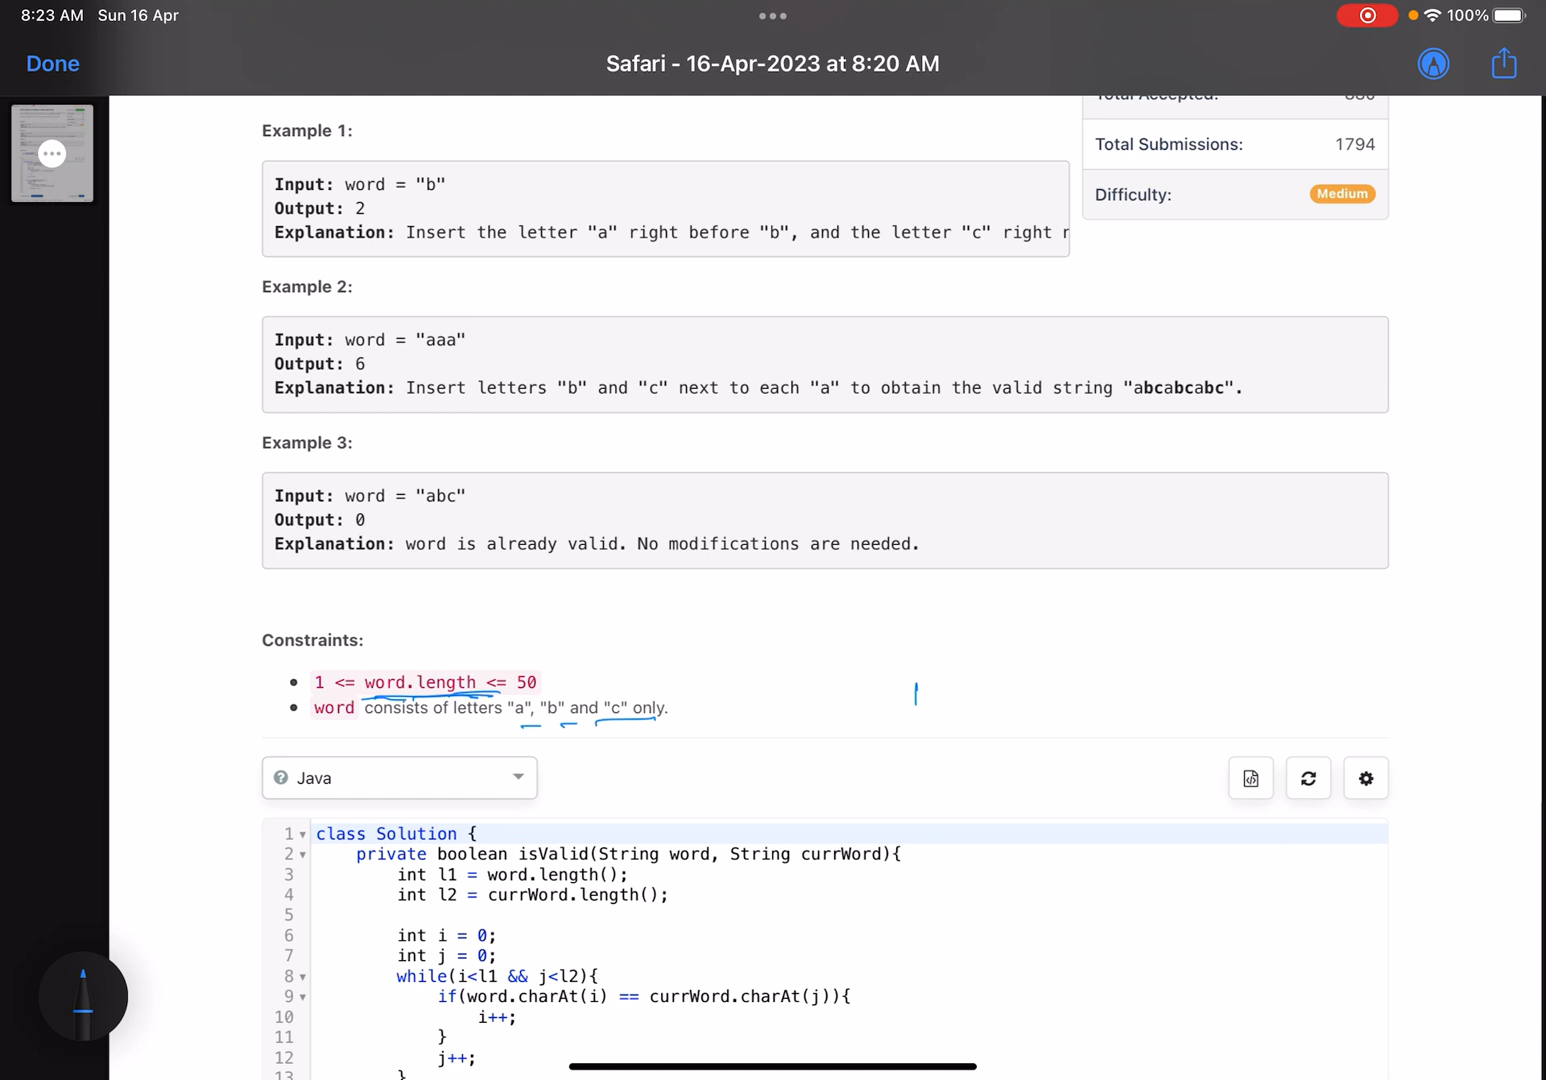 8:23 AM Sun 16 Apr
100%
Done
Safari - 16-Apr-2023 at 8:20 AM
Total Accepted: 880
Example 1:
Total Submissions: 1794
Input: word = "b"
Difficulty: Medium
Output: 2
Explanation: Insert the letter "a" right before "b", and the letter "c" right
Example 2:
Input: word = "aaa"
Output: 6
Explanation: Insert letters "b" and "c" next to each "a" to obtain the valid string "abcabcabc".
Example 3:
Input: word = "abc"
Output: 0
Explanation: word is already valid. No modifications are needed.
Constraints:
1 <= word.length <= 50
word consists of letters "a", "b" and "c" only.
Java
1 class Solution {
2 private boolean isValid(String word, String currWord){
3 int l1 = word.length();
4 int l2 = currWord.length();
5
6 int i = 0;
7 int j = 0;
8 while(i<l1 && j<l2){
9 if(word.charAt(i) == currWord.charAt(j)){
10 i++;
11 }
12 j++;
13 }